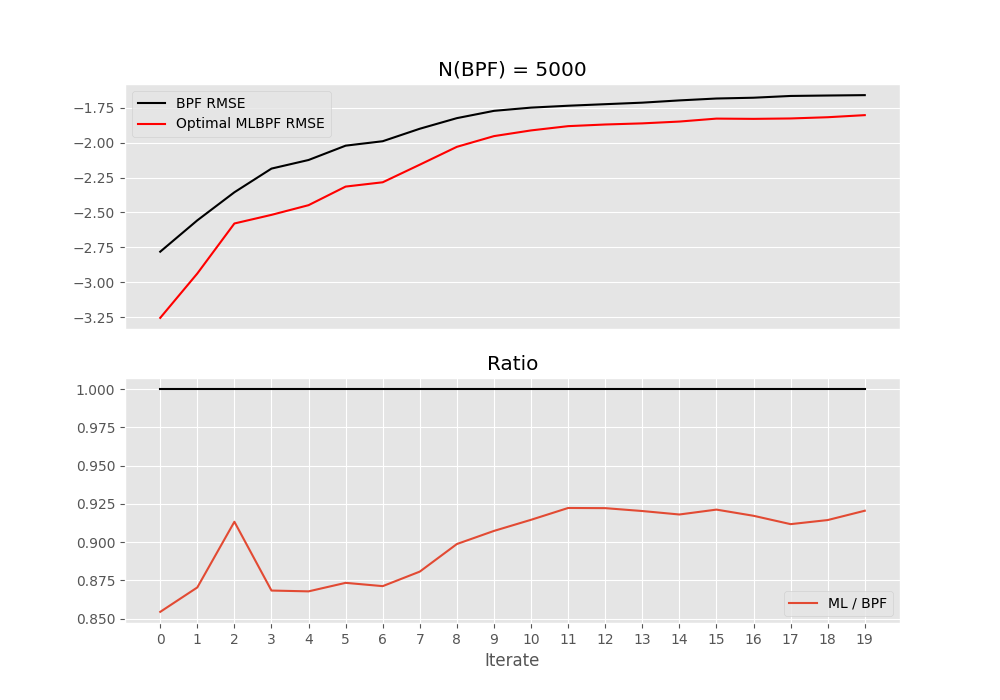 N(BPF) = 5000
BPF RMSE
Optimal MLBPF RMSE
−1.75
−2.00
−2.25
−2.50
−2.75
−3.00
−3.25
Ratio
1.000
0.975
0.950
0.925
0.900
0.875
0.850
ML / BPF
0 1 2 3 4 5 6 7 8 9 10 11 12 13 14 15 16 17 18 19
Iterate